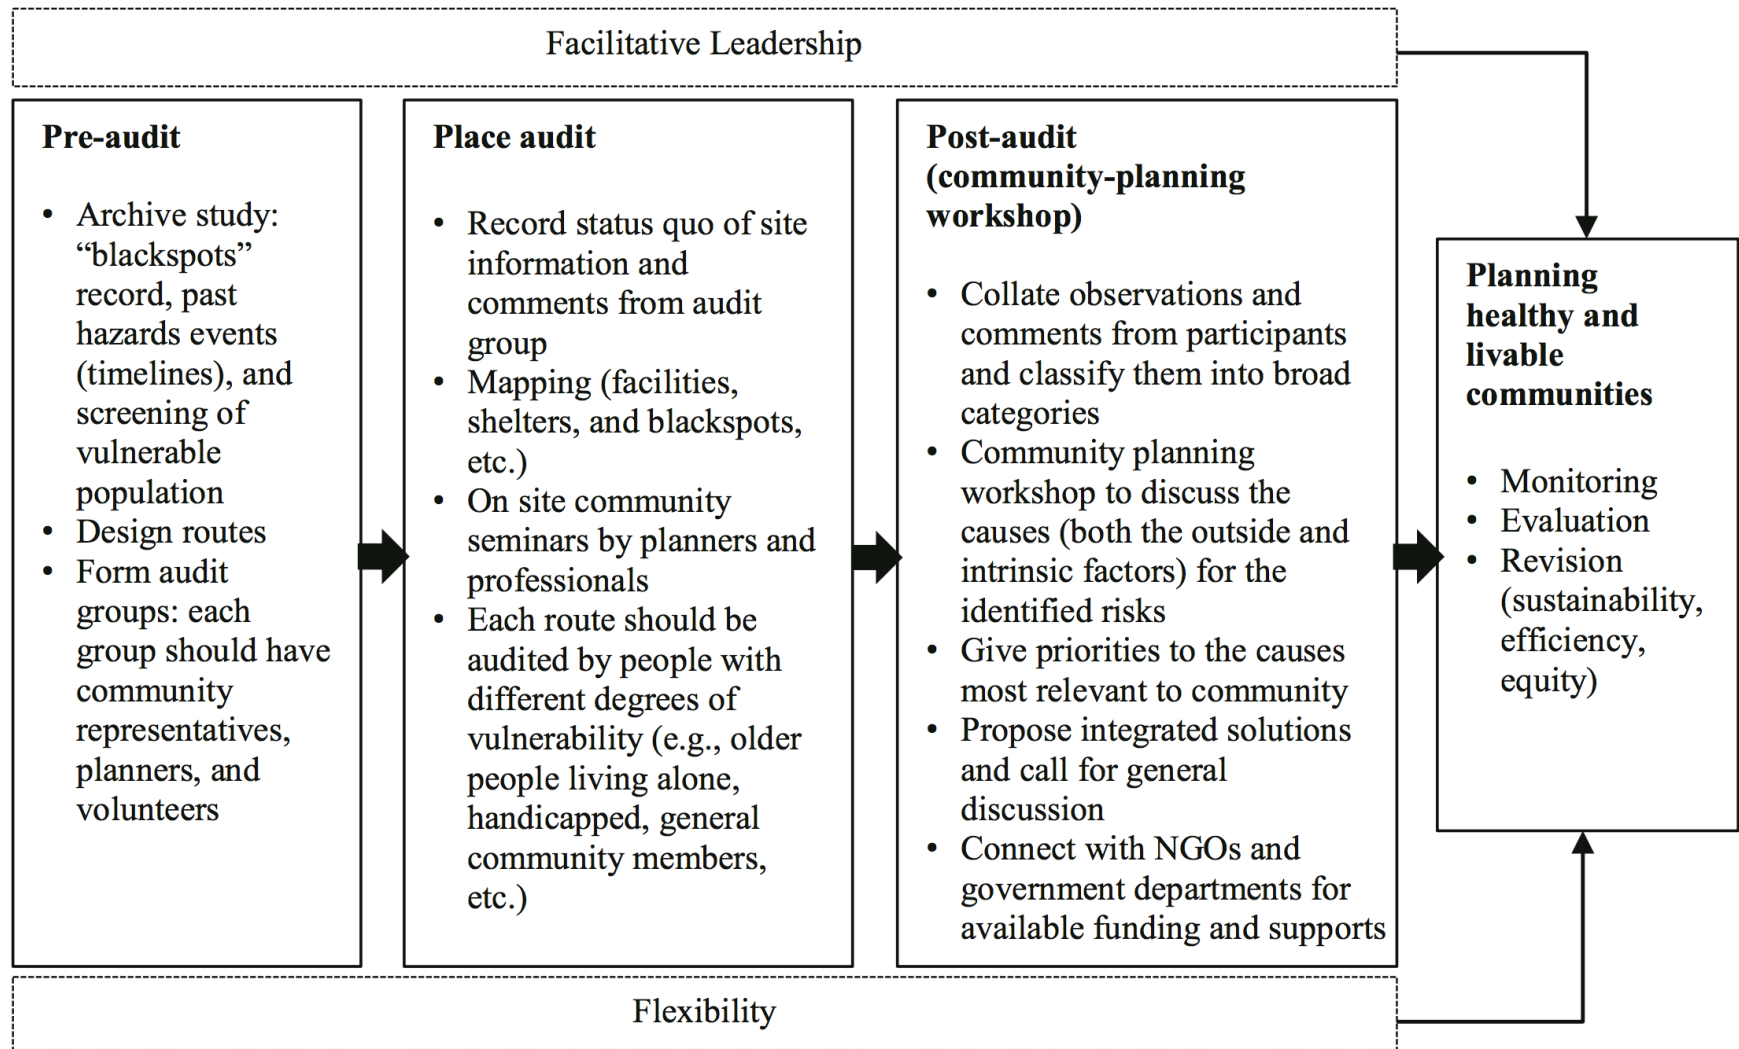 Facilitative Leadership
Pre-audit
• Archive study:
“blackspots”
record, past
hazards events
(timelines), and
screening of
vulnerable
population
• Design routes
• Form audit
groups: each
group should have
community
representatives,
planners, and
volunteers
Place audit
• Record status quo of site
information and
comments from audit
group
• Mapping (facilities,
shelters, and blackspots,
etc.)
• On site community
seminars by planners and
professionals
• Each route should be
audited by people with
different degrees of
vulnerability (e.g., older
people living alone,
handicapped, general
community members,
etc.)
Post-audit
(community-planning
workshop)
• Collate observations and
comments from participants
and classify them into broad
categories
• Community planning
workshop to discuss the
causes (both the outside and
intrinsic factors) for the
identified risks
• Give priorities to the causes
most relevant to community
• Propose integrated solutions
and call for general
discussion
• Connect with NGOs and
government departments for
available funding and supports
Planning
healthy and
livable
communities
• Monitoring
• Evaluation
• Revision
(sustainability,
efficiency,
equity)
Flexibility